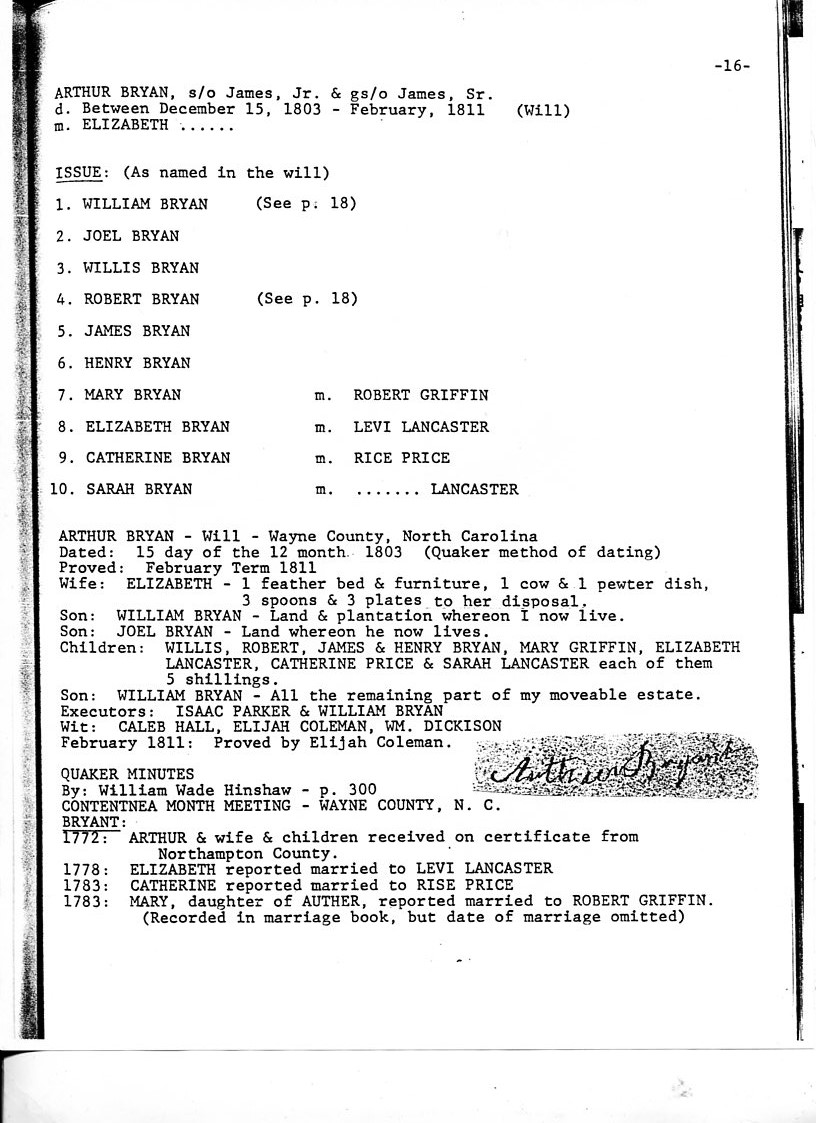 -16-
ARTHUR BRYAN, s/o James, Jr. & gs/o James, Sr.
d. Between December 15, 1803 - February, 1811 (Will)
m. ELIZABETH ......
ISSUE: (As named in the will)
1. WILLIAM BRYAN (See p. 18)
2. JOEL BRYAN
3. WILLIS BRYAN
4. ROBERT BRYAN (See p. 18)
5. JAMES BRYAN
6. HENRY BRYAN
7. MARY BRYAN m. ROBERT GRIFFIN
8. ELIZABETH BRYAN m. LEVI LANCASTER
9. CATHERINE BRYAN m. RICE PRICE
10. SARAH BRYAN m. ....... LANCASTER
ARTHUR BRYAN - Will - Wayne County, North Carolina
Dated: 15 day of the 12 month 1803 (Quaker method of dating)
Proved: February Term 1811
Wife: ELIZABETH - 1 feather bed & furniture, 1 cow & 1 pewter dish,
3 spoons & 3 plates to her disposal.
Son: WILLIAM BRYAN - Land & plantation whereon I now live.
Son: JOEL BRYAN - Land whereon he now lives.
Children: WILLIS, ROBERT, JAMES & HENRY BRYAN, MARY GRIFFIN, ELIZABETH
LANCASTER, CATHERINE PRICE & SARAH LANCASTER each of them
5 shillings.
Son: WILLIAM BRYAN - All the remaining part of my moveable estate.
Executors: ISAAC PARKER & WILLIAM BRYAN
Wit: CALEB HALL, ELIJAH COLEMAN, WM. DICKISON
February 1811: Proved by Elijah Coleman.
Arthur Bryant
QUAKER MINUTES
By: William Wade Hinshaw - p. 300
CONTENTNEA MONTH MEETING - WAYNE COUNTY, N. C.
BRYANT:
1772: ARTHUR & wife & children received on certificate from
Northampton County.
1778: ELIZABETH reported married to LEVI LANCASTER
1783: CATHERINE reported married to RISE PRICE
1783: MARY, daughter of AUTHER, reported married to ROBERT GRIFFIN.
(Recorded in marriage book, but date of marriage omitted)